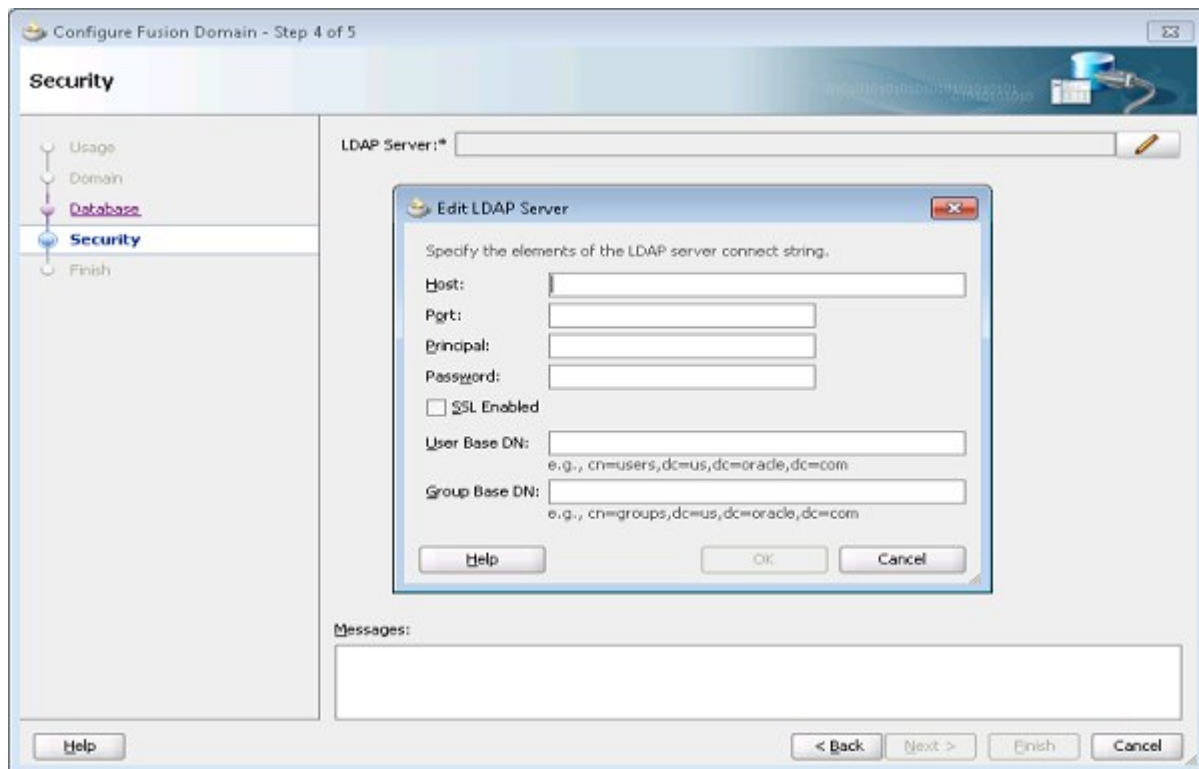 Configure Fusion Domain - Step 4 of 5
Security
Usage
Domain
Database
Security
Finish
LDAP Server:*
Edit LDAP Server
Specify the elements of the LDAP server connect string.
Host:
Port:
Principal:
Password:
SSL Enabled
User Base DN:
e.g., cn=users,dc=us,dc=oracle,dc=com
Group Base DN:
e.g., cn=groups,dc=us,dc=oracle,dc=com
Help OK Cancel
Messages:
Help < Back Next > Finish Cancel